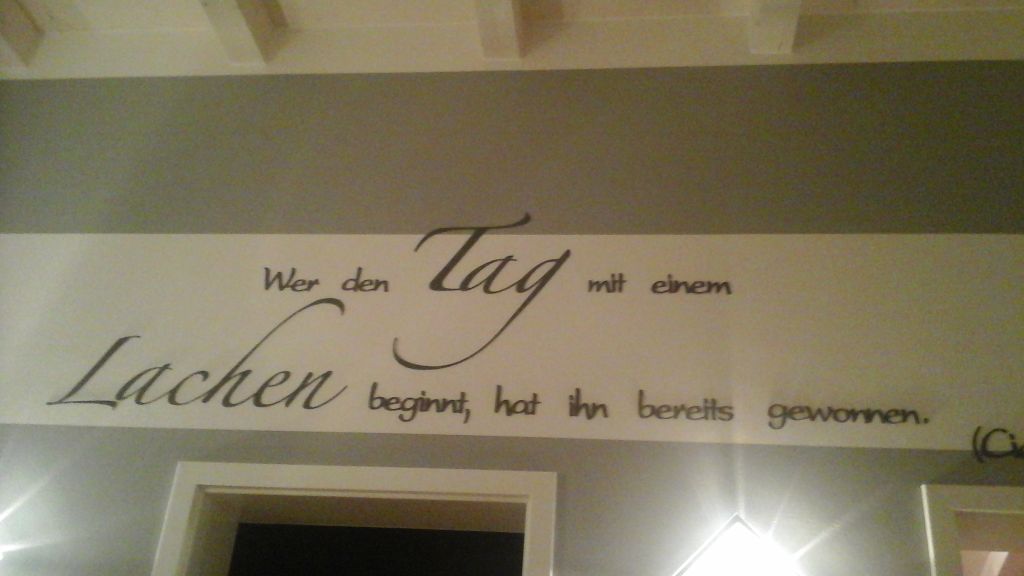 Wer den Tag mit einem
Lachen beginnt, hat ihn bereits gewonnen.